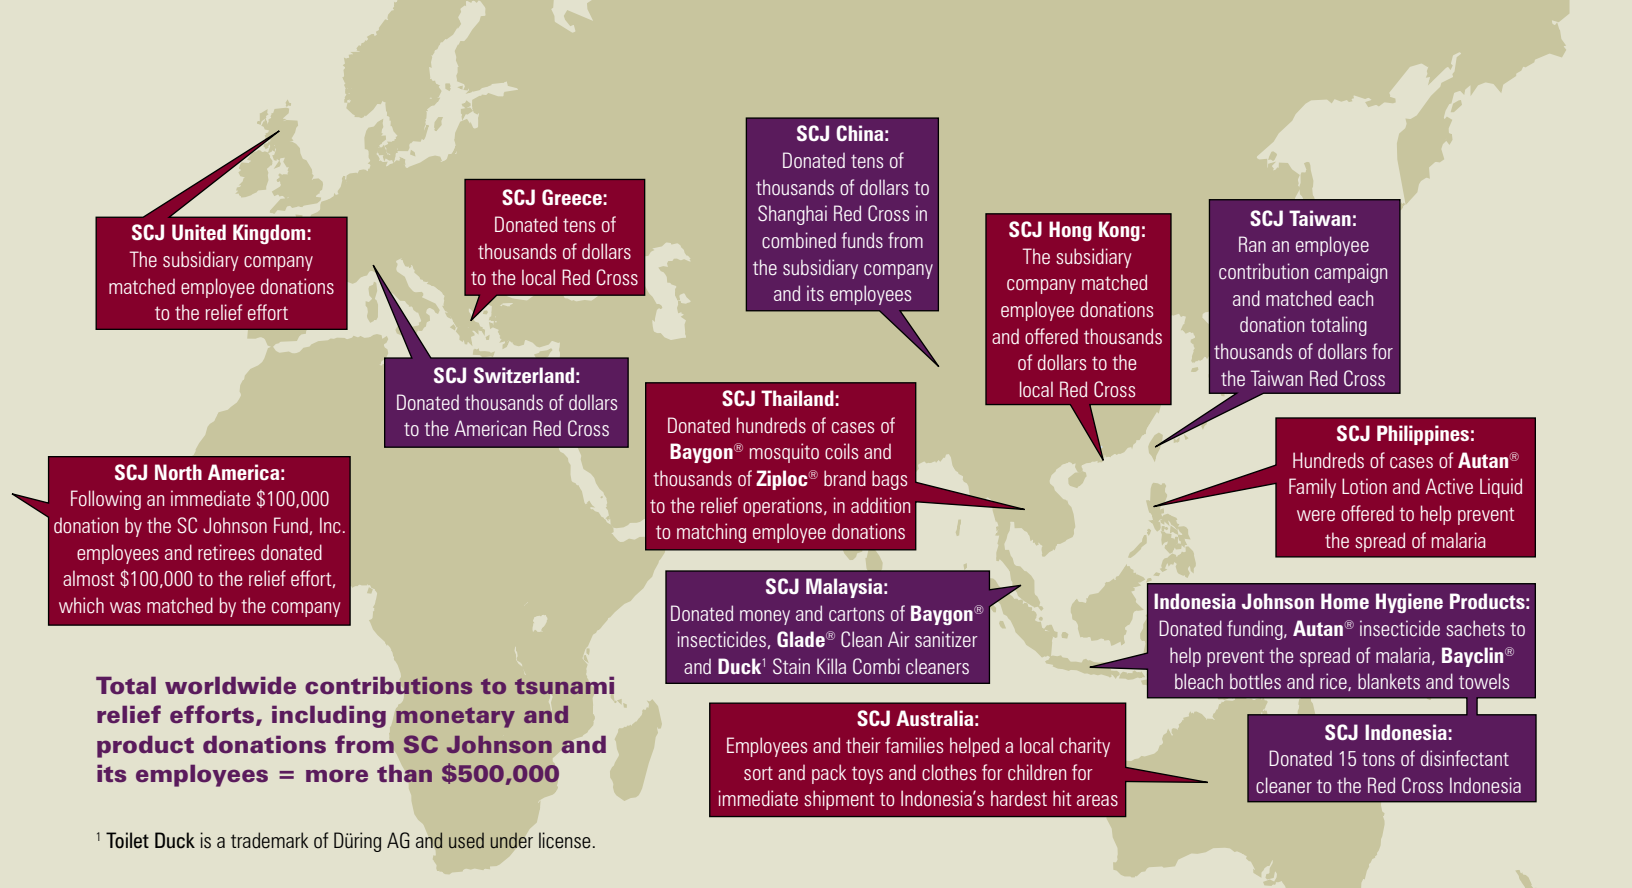 SCJ United Kingdom:
The subsidiary company
matched employee donations
to the relief effort
SCJ Greece:
Donated tens of
thousands of dollars
to the local Red Cross
SCJ China:
Donated tens of
thousands of dollars to
Shanghai Red Cross in
combined funds from
the subsidiary company
and its employees
SCJ Hong Kong:
The subsidiary
company matched
employee donations
and offered thousands
of dollars to the
local Red Cross
SCJ Taiwan:
Ran an employee
contribution campaign
and matched each
donation totaling
thousands of dollars for
the Taiwan Red Cross
SCJ Switzerland:
Donated thousands of dollars
to the American Red Cross
SCJ Thailand:
Donated hundreds of cases of
Baygon® mosquito coils and
thousands of Ziploc® brand bags
to the relief operations, in addition
to matching employee donations
SCJ Philippines:
Hundreds of cases of Autan®
Family Lotion and Active Liquid
were offered to help prevent
the spread of malaria
SCJ North America:
Following an immediate $100,000
donation by the SC Johnson Fund, Inc.
employees and retirees donated
almost $100,000 to the relief effort,
which was matched by the company
SCJ Malaysia:
Donated money and cartons of Baygon®
insecticides, Glade® Clean Air sanitizer
and Duck¹ Stain Killa Combi cleaners
Indonesia Johnson Home Hygiene Products:
Donated funding, Autan® insecticide sachets to
help prevent the spread of malaria, Bayclin®
bleach bottles and rice, blankets and towels
SCJ Australia:
Employees and their families helped a local charity
sort and pack toys and clothes for children for
immediate shipment to Indonesia's hardest hit areas
SCJ Indonesia:
Donated 15 tons of disinfectant
cleaner to the Red Cross Indonesia
Total worldwide contributions to tsunami
relief efforts, including monetary and
product donations from SC Johnson and
its employees = more than $500,000
¹ Toilet Duck is a trademark of Düring AG and used under license.